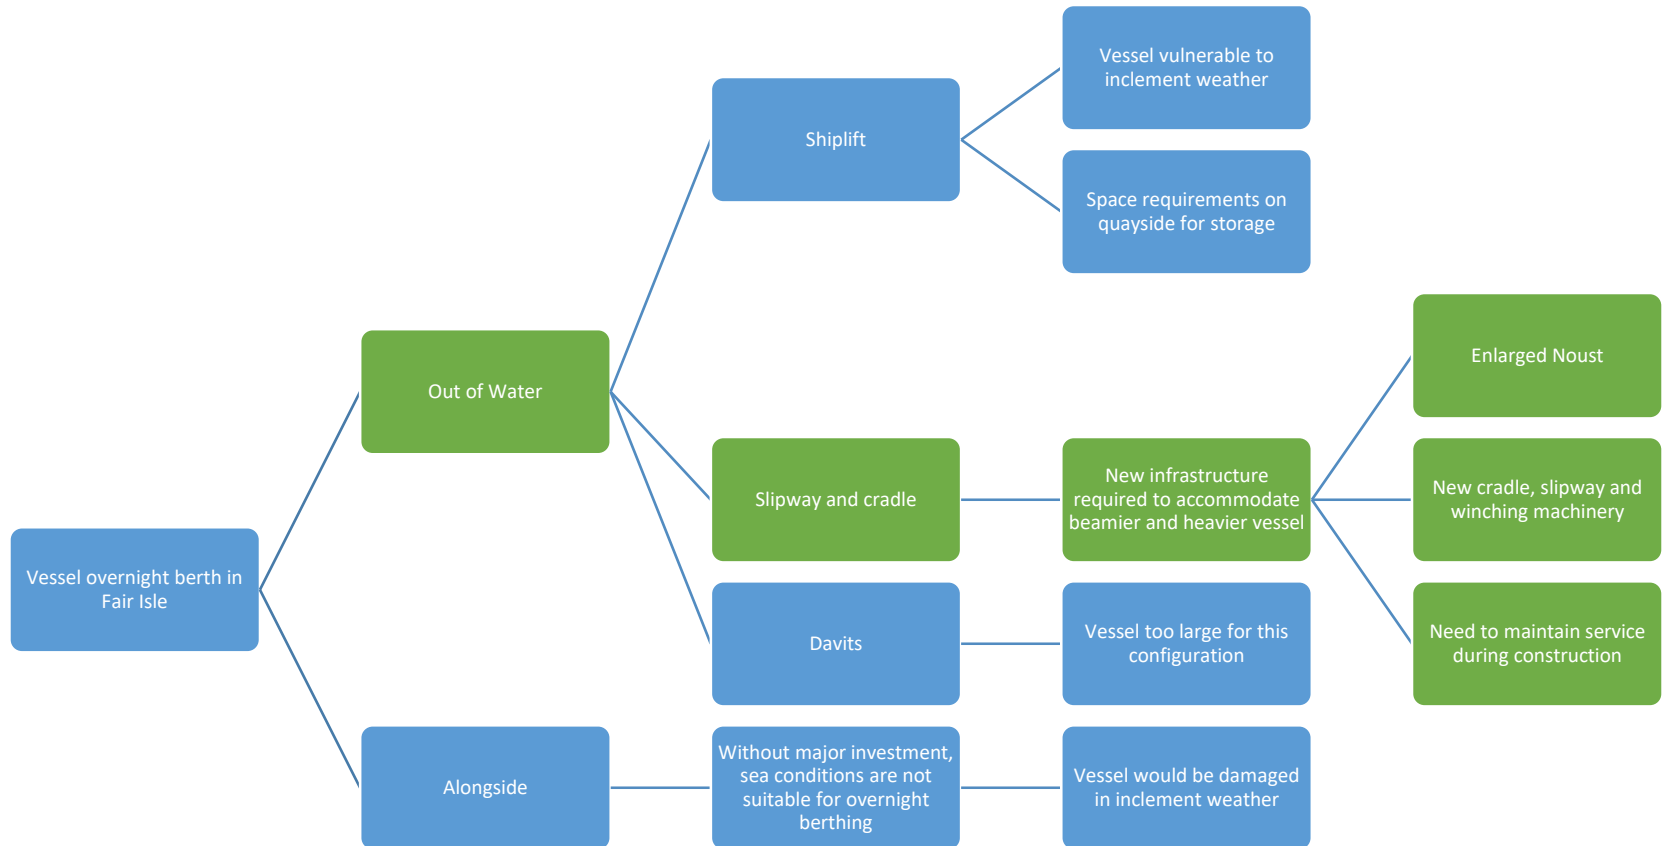 Vessel overnight berth in
Fair Isle
Out of Water
Shiplift
Vessel vulnerable to
inclement weather
Space requirements on
quayside for storage
Slipway and cradle
New infrastructure
required to accommodate
beamier and heavier vessel
Enlarged Noust
New cradle, slipway and
winching machinery
Need to maintain service
during construction
Davits
Vessel too large for this
configuration
Alongside
Without major investment,
sea conditions are not
suitable for overnight
berthing
Vessel would be damaged
in inclement weather